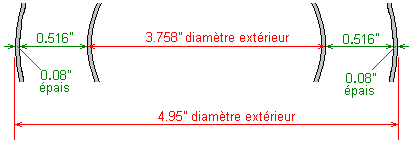 0.516" 3.758" diamètre extérieur 0.516"
0.08"
épais
0.08"
épais
4.95" diamètre extérieur